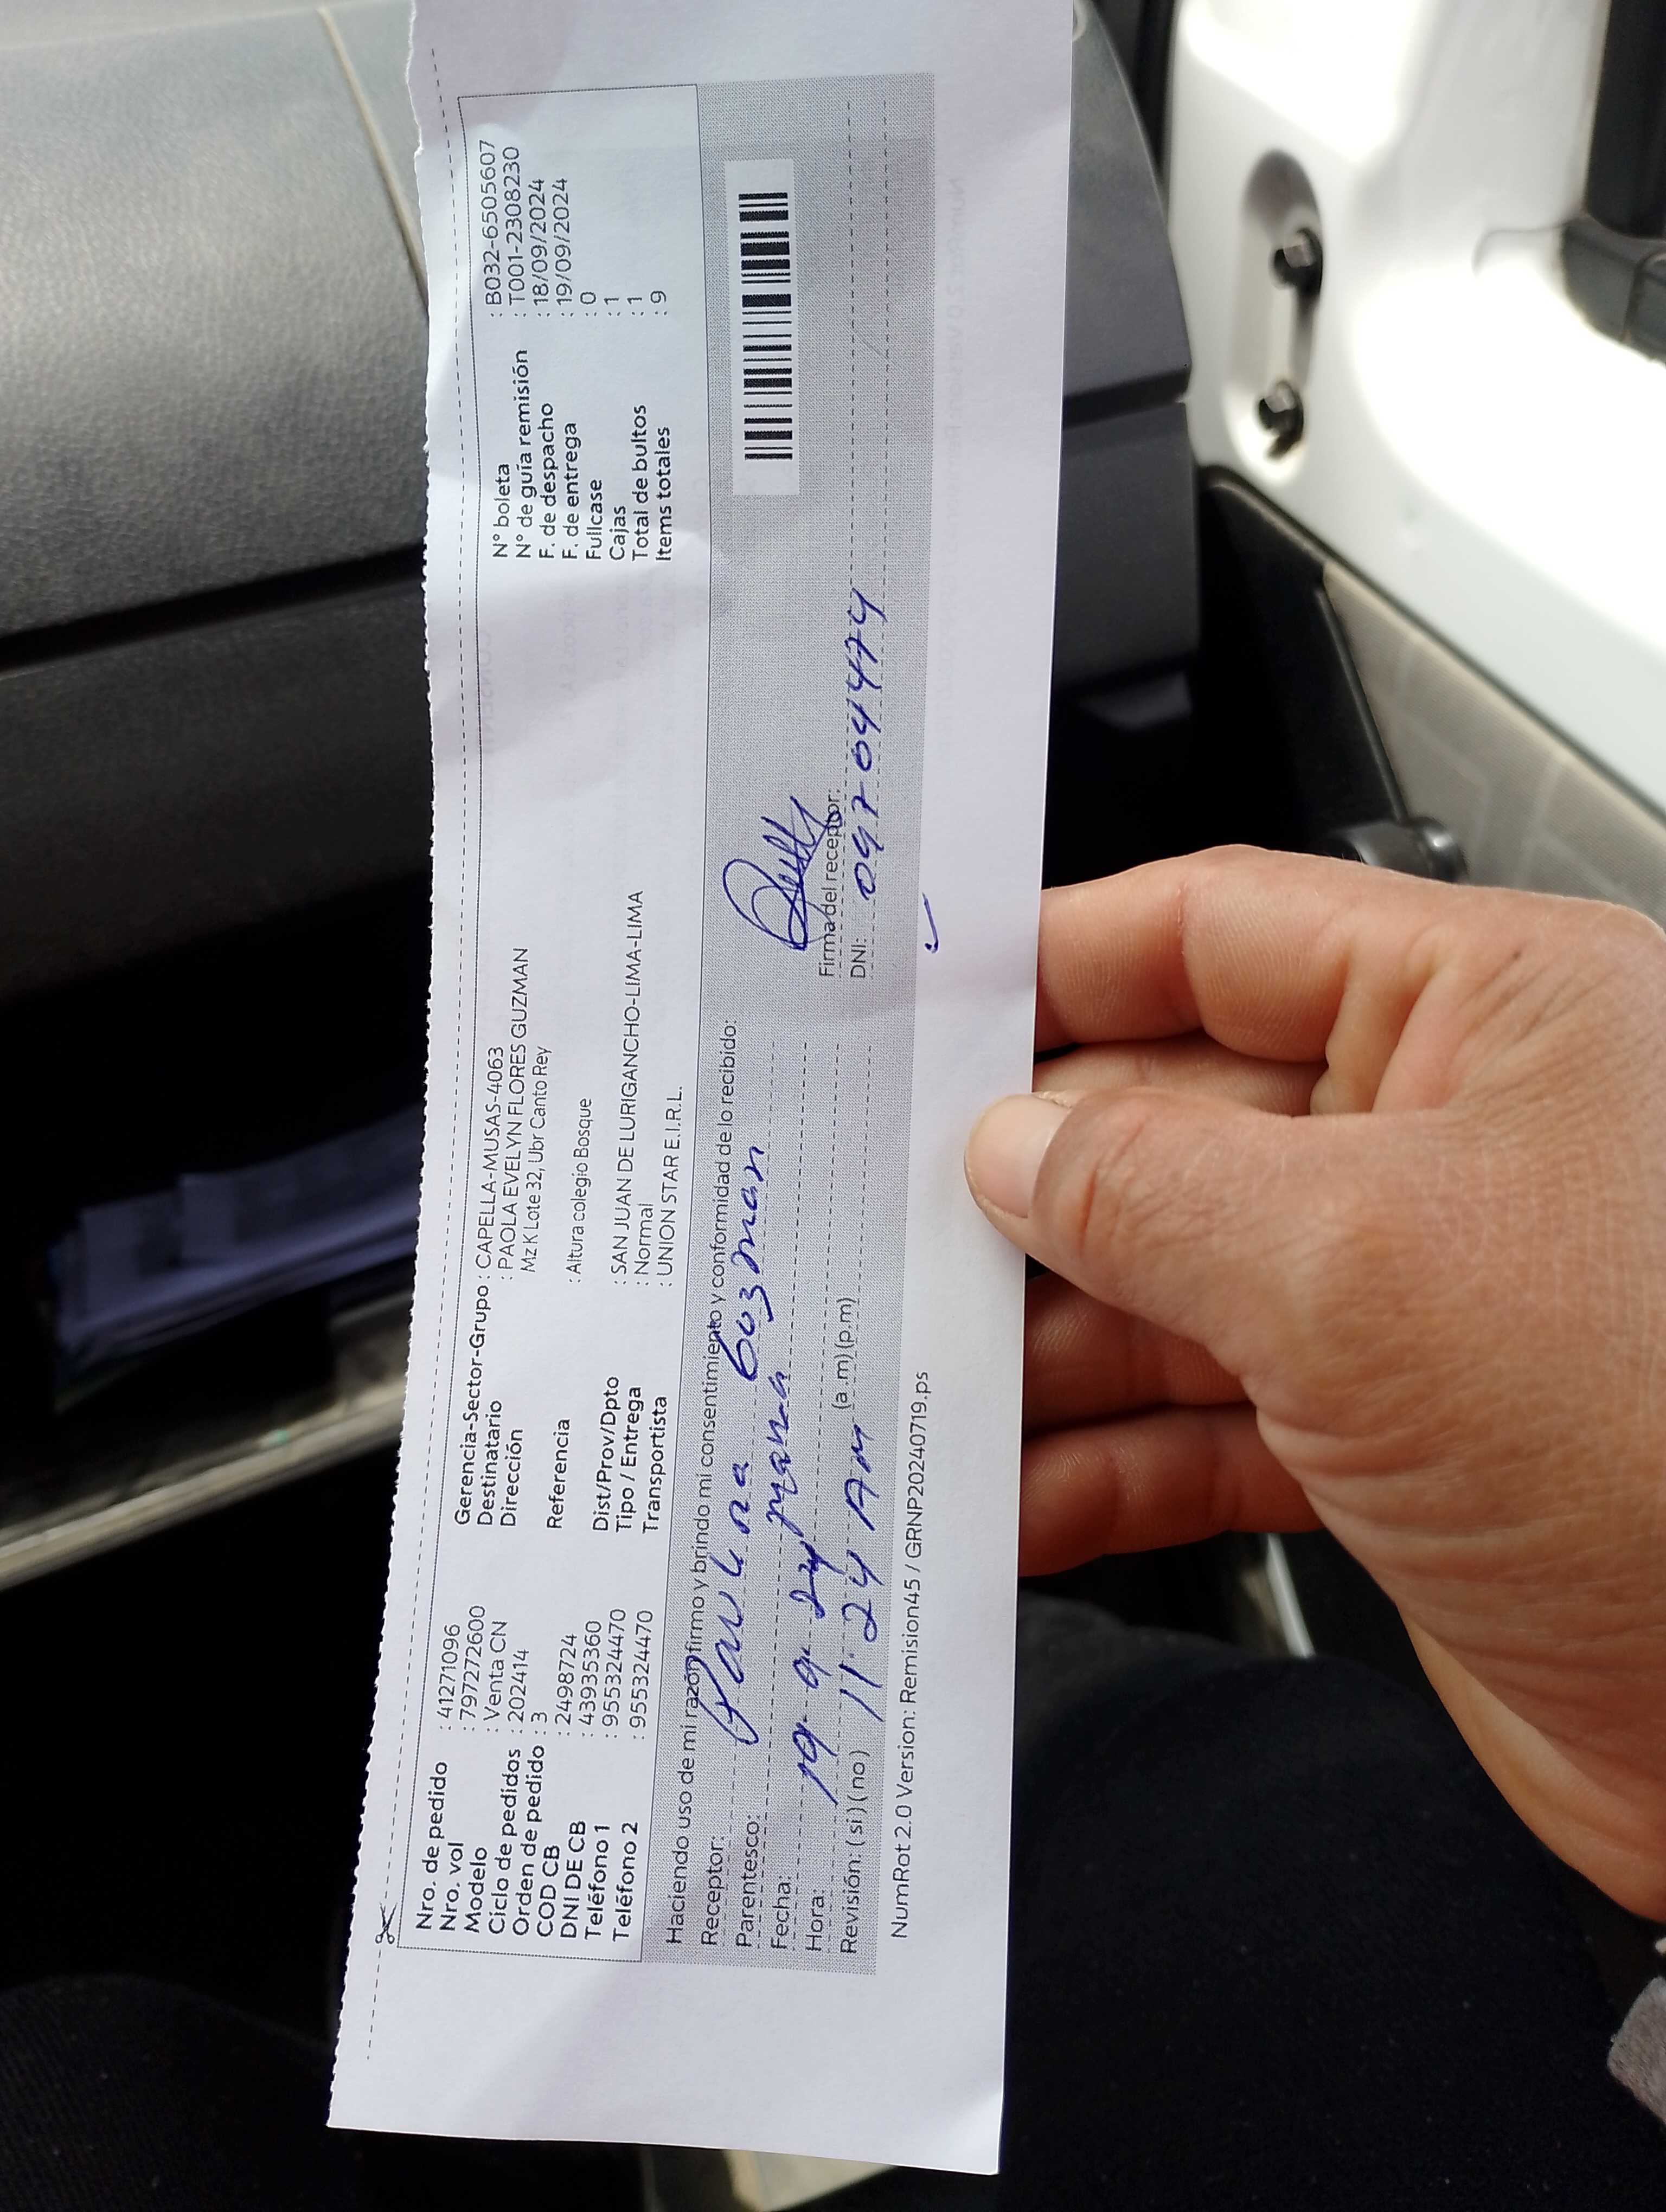 Nro. de pedido : 41271096
Nro. vol : 797272600
Modelo : Venta CN
Ciclo de pedidos : 202414
Orden de pedido : 3
COD CB : 2498724
DNI DE CB : 43935360
Teléfono 1 : 955324470
Teléfono 2 : 955324470
Gerencia-Sector-Grupo : CAPELLA-MUSAS-4063
Destinatario : PAOLA EVELYN FLORES GUZMAN
Dirección Mz K Lote 32, Ubr Canto Rey
Referencia : Altura colegio Bosque
Dist/Prov/Dpto : SAN JUAN DE LURIGANCHO-LIMA-LIMA
Tipo / Entrega : Normal
Transportista : UNION STAR E.I.R.L.
N° boleta : B032-6505607
N° de guía remisión : T001-2308230
F. de despacho : 18/09/2024
F. de entrega : 19/09/2024
Fullcase : 0
Cajas : 1
Total de bultos : 1
Items totales : 9
Haciendo uso de mi razón firmo y brindo mi consentimiento y conformidad de lo recibido:
Receptor: Paulina Guzman
Parentesco: mama
Fecha: 19-9-24
Hora: 11:24 Am (a.m) (p.m)
Revisión: ( si ) ( no )
Firma del receptor:
DNI: 09704474
NumRot 2.0 Version: Remision45 / GRNP20240719.ps